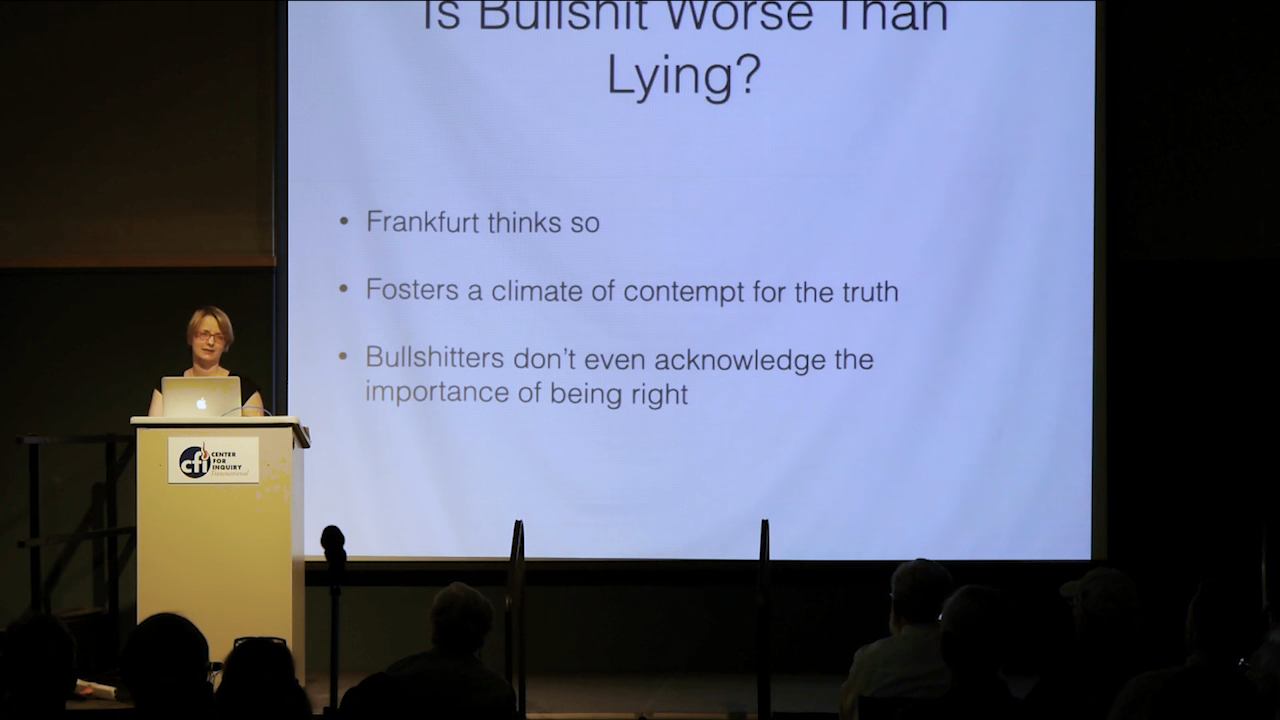 Is Bullshit Worse Than
Lying?
• Frankfurt thinks so
• Fosters a climate of contempt for the truth
• Bullshitters don’t even acknowledge the
importance of being right
cfi
CENTER
FOR
INQUIRY